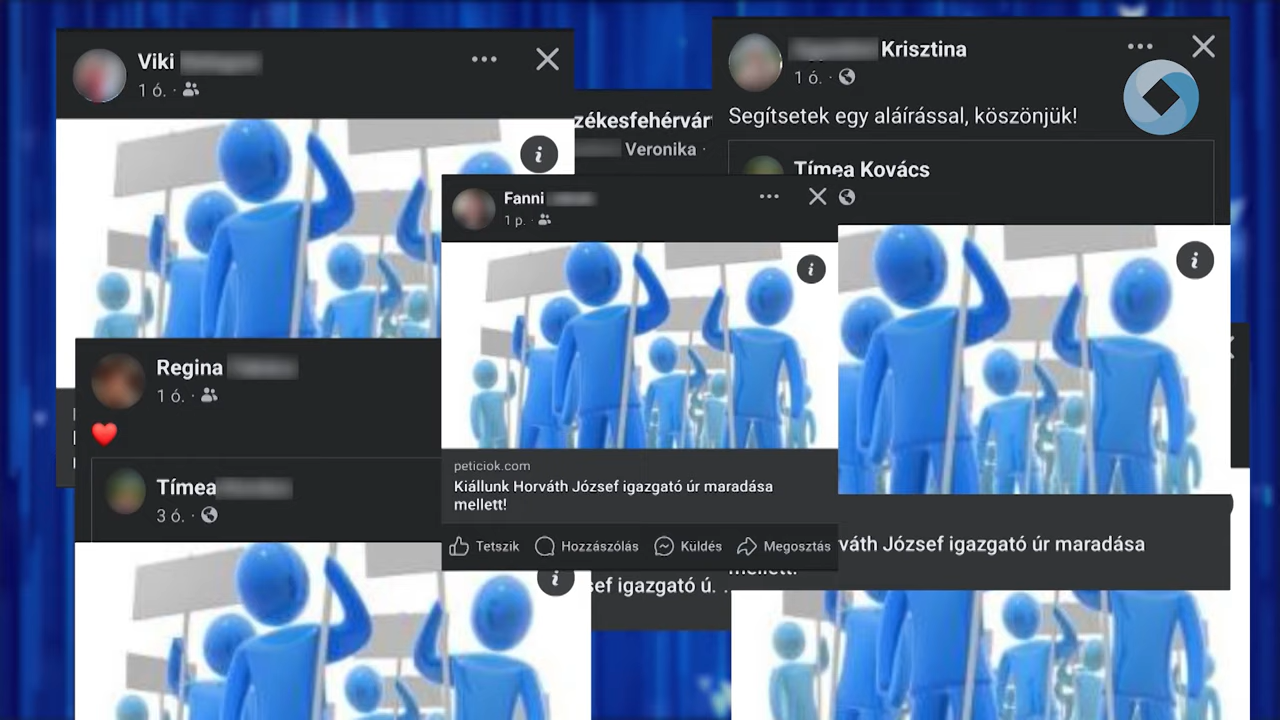 Viki
1 ó. ·
Krisztina
1 ó. ·
Segítsetek egy aláírással, köszönjük!
Tímea Kovács
zékesfehérvár
Veronika ·
Fanni
1 p. ·
peticiok.com
Kiállunk Horváth József igazgató úr maradása
mellett!
Tetszik Hozzászólás Küldés Megosztás
Regina
1 ó. ·
❤️
Tímea
3 ó. ·
váth József igazgató úr maradása
mellett!
sef igazgató ú. .